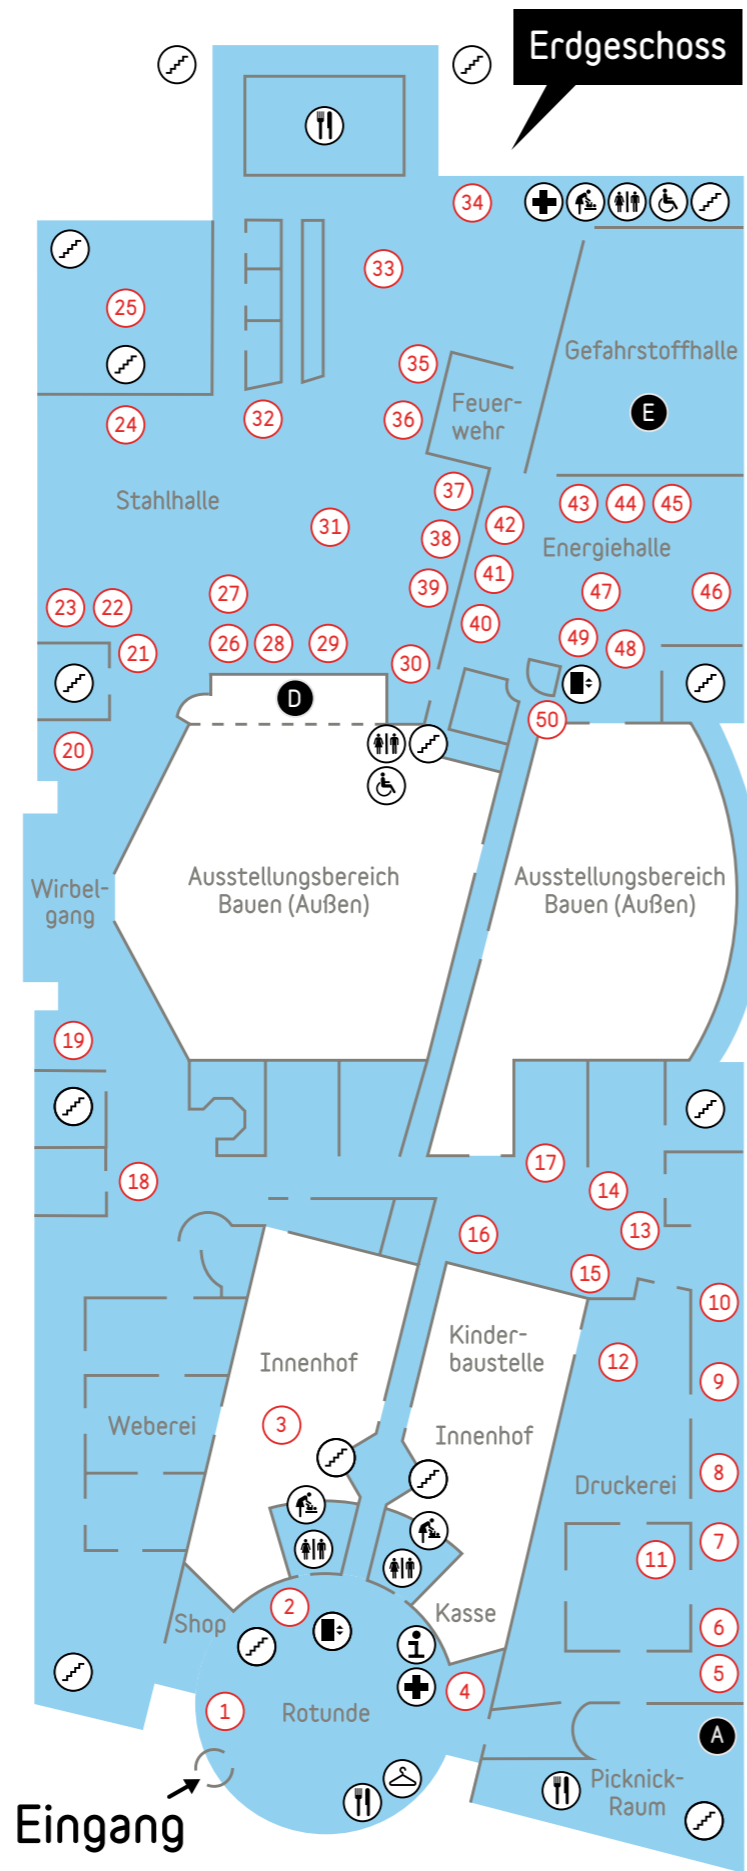 Erdgeschoss
34
33
25
Gefahrstoffhalle
35
Feuer-
wehr
E
24
32
36
Stahlhalle
37
43
44
45
31
38
42
Energiehalle
39
41
47
46
27
23
22
40
26
28
29
49
48
21
30
D
50
20
Wirbel-
gang
Ausstellungsbereich
Bauen (Außen)
Ausstellungsbereich
Bauen (Außen)
19
18
17
14
13
16
15
10
Innenhof
Kinder-
baustelle
12
9
Weberei
3
Innenhof
8
Druckerei
7
11
Shop
2
Kasse
6
5
4
1
Rotunde
A
Picknick-
Raum
Eingang